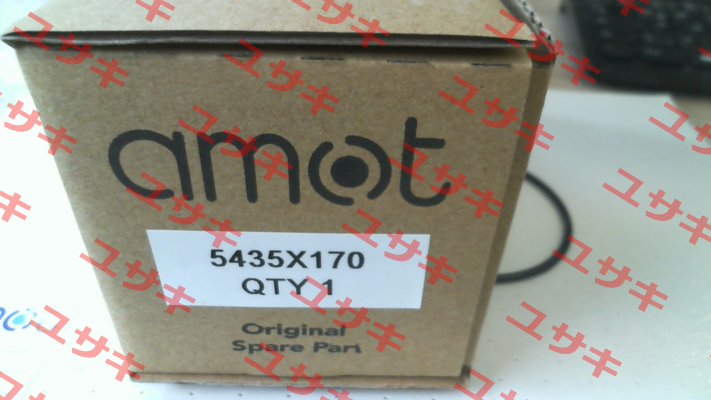 amot
5435X170
QTY 1
Original
Spare Part
ユサキ